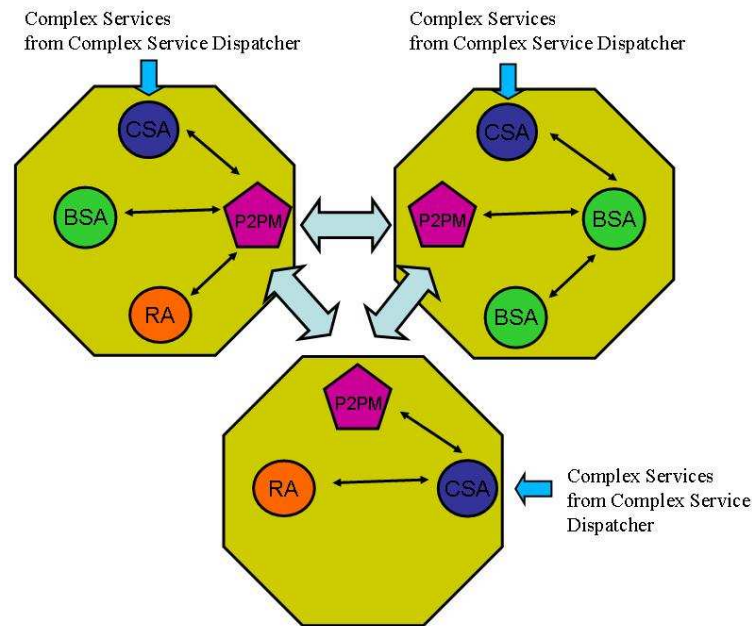 Complex Services
from Complex Service Dispatcher
Complex Services
from Complex Service Dispatcher
CSA
CSA
BSA
P2PM
P2PM
BSA
RA
BSA
P2PM
RA
CSA
Complex Services
from Complex Service
Dispatcher